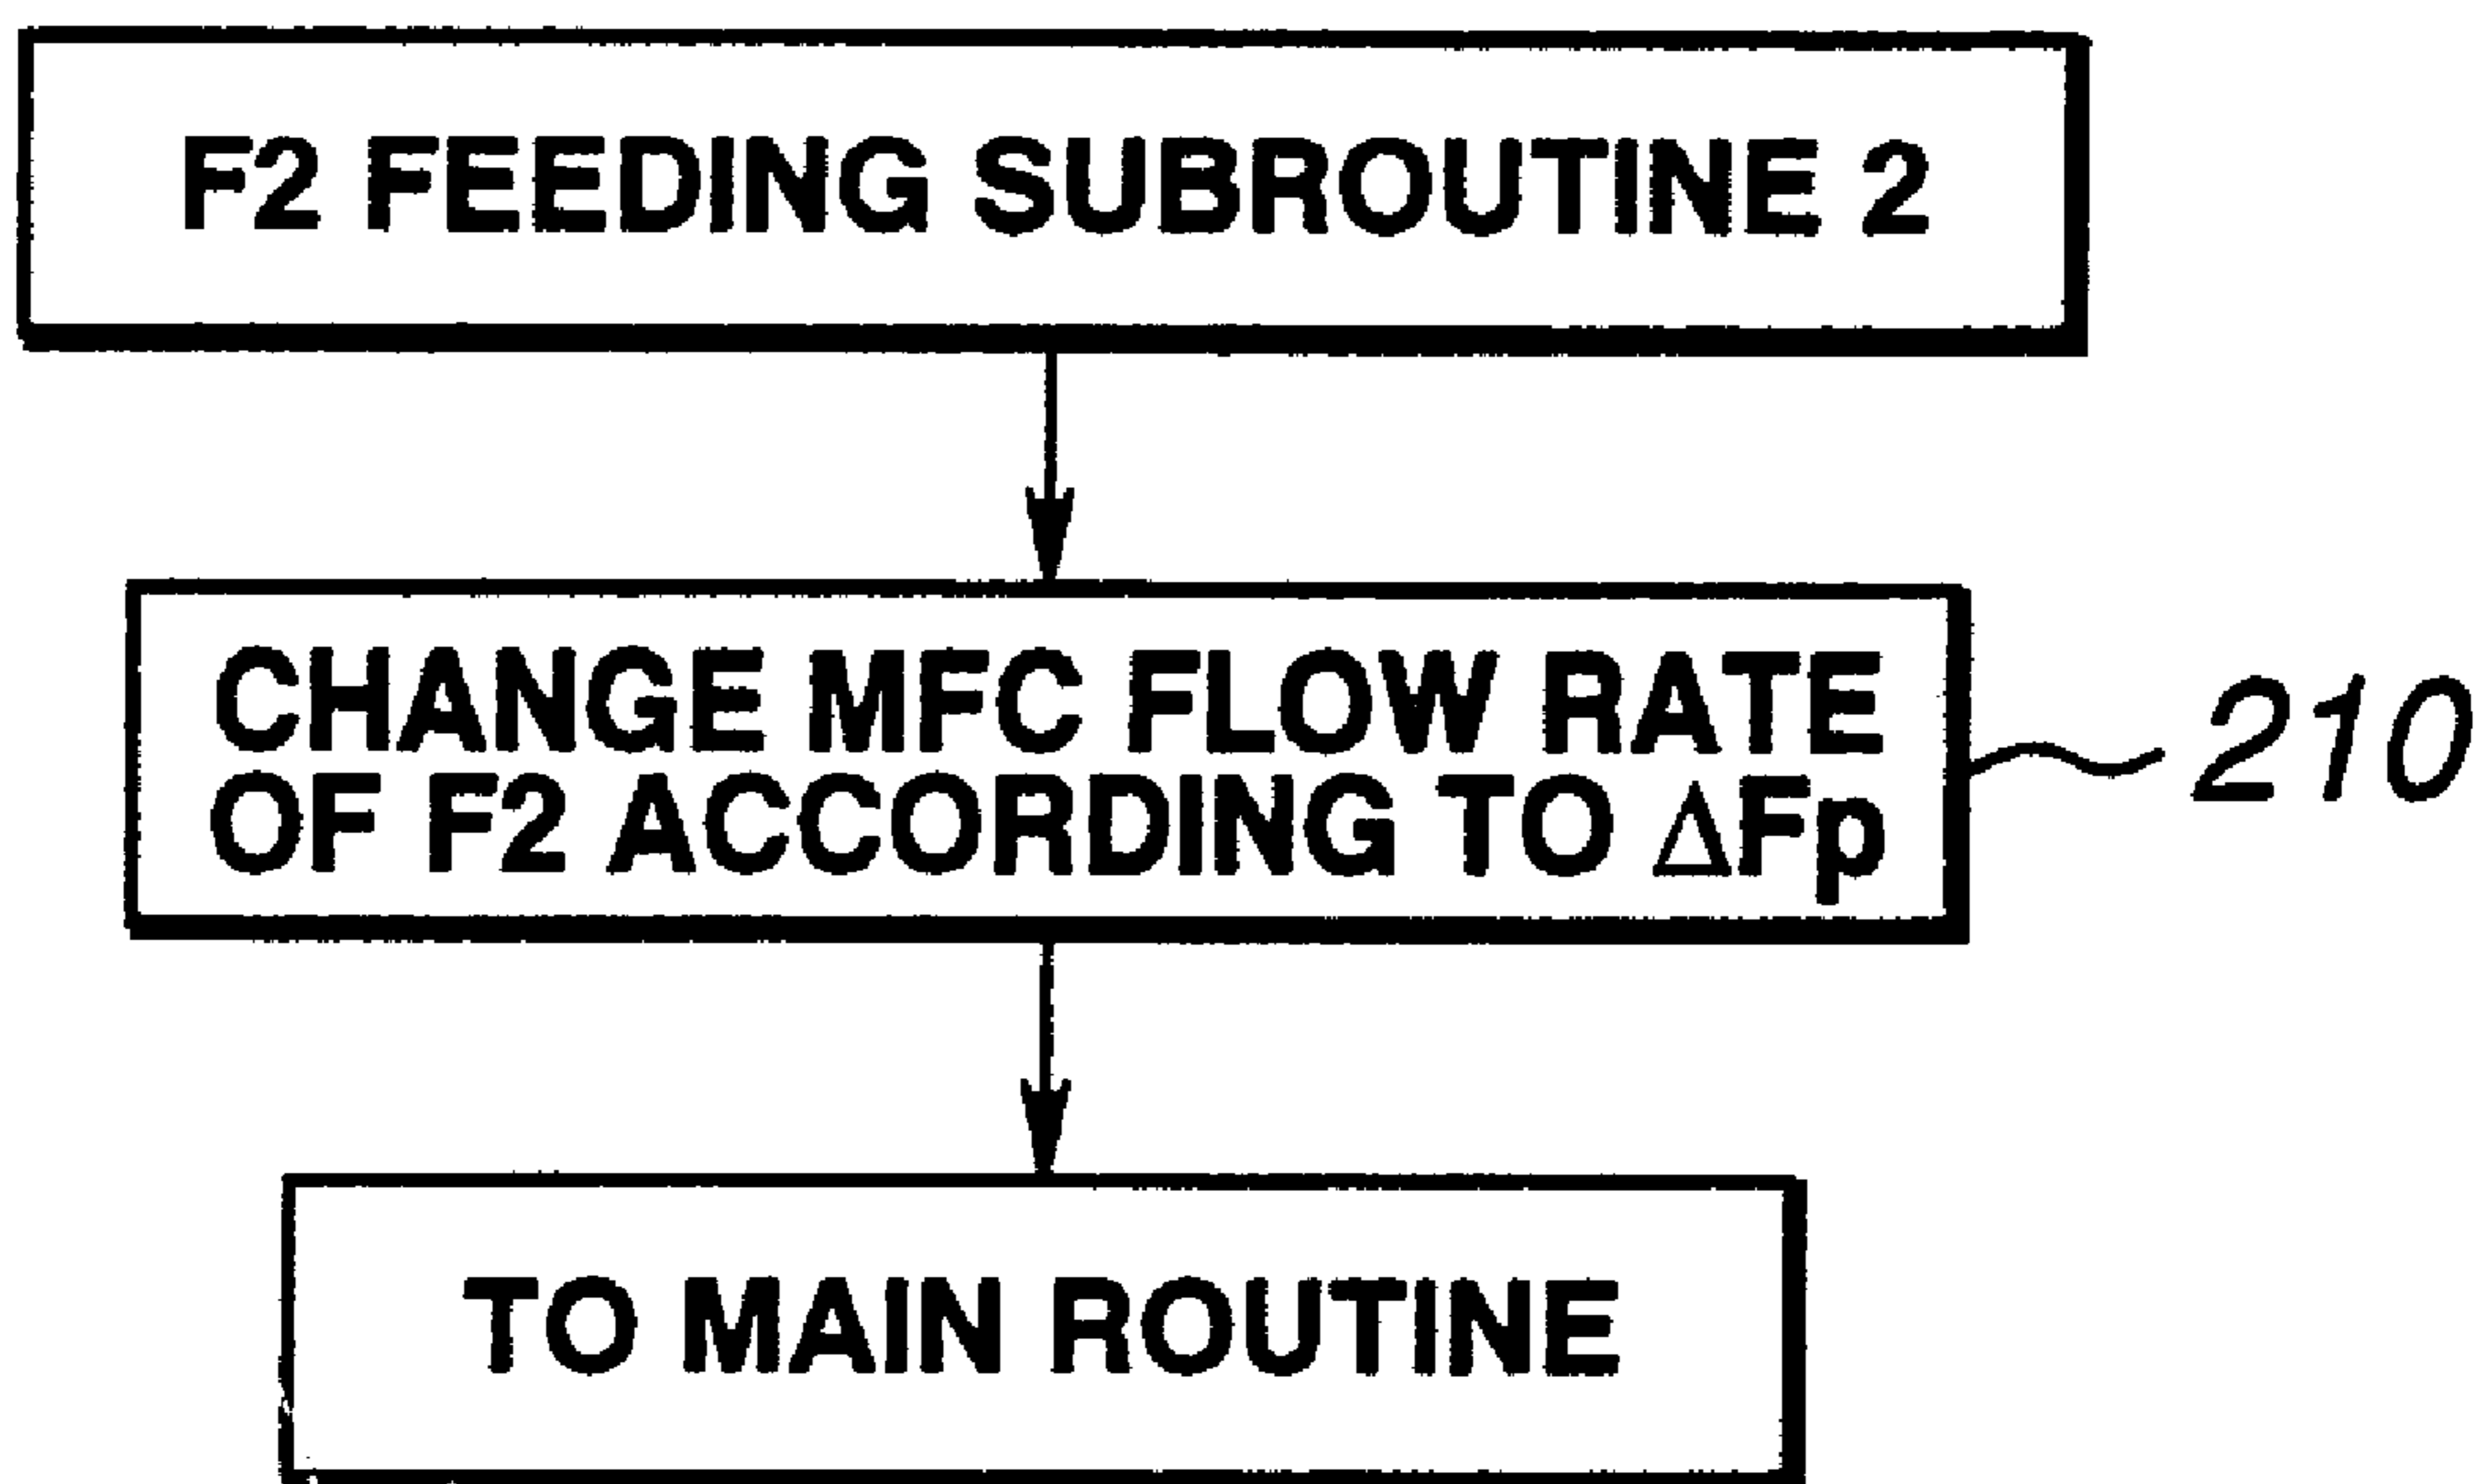 F2 FEEDING SUBROUTINE 2
CHANGE MFC FLOW RATE
OF F2 ACCORDING TO ΔFp
210
TO MAIN ROUTINE